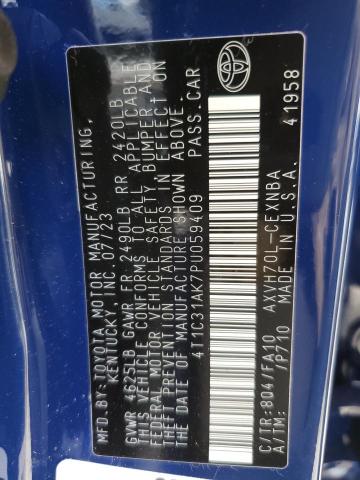 MFD.BY:TOYOTA MOTOR MANUFACTURING,
KENTUCKY, INC. 07/23
GVWR 4625LB GAWR FR 2490LB RR 2420LB
THIS VEHICLE CONFORMS TO ALL APPLICABLE
FEDERAL MOTOR VEHICLE SAFETY BUMPER AND
THEFT PREVENTION STANDARDS IN EFFECT ON
THE DATE OF MANUFACTURE SHOWN ABOVE.
4T1C31AK7PU059409 PASS.CAR
C/TR:804/FA10 AXVH70L-CEXNBA
A/TM: /P710 MADE IN U.S.A. 41958